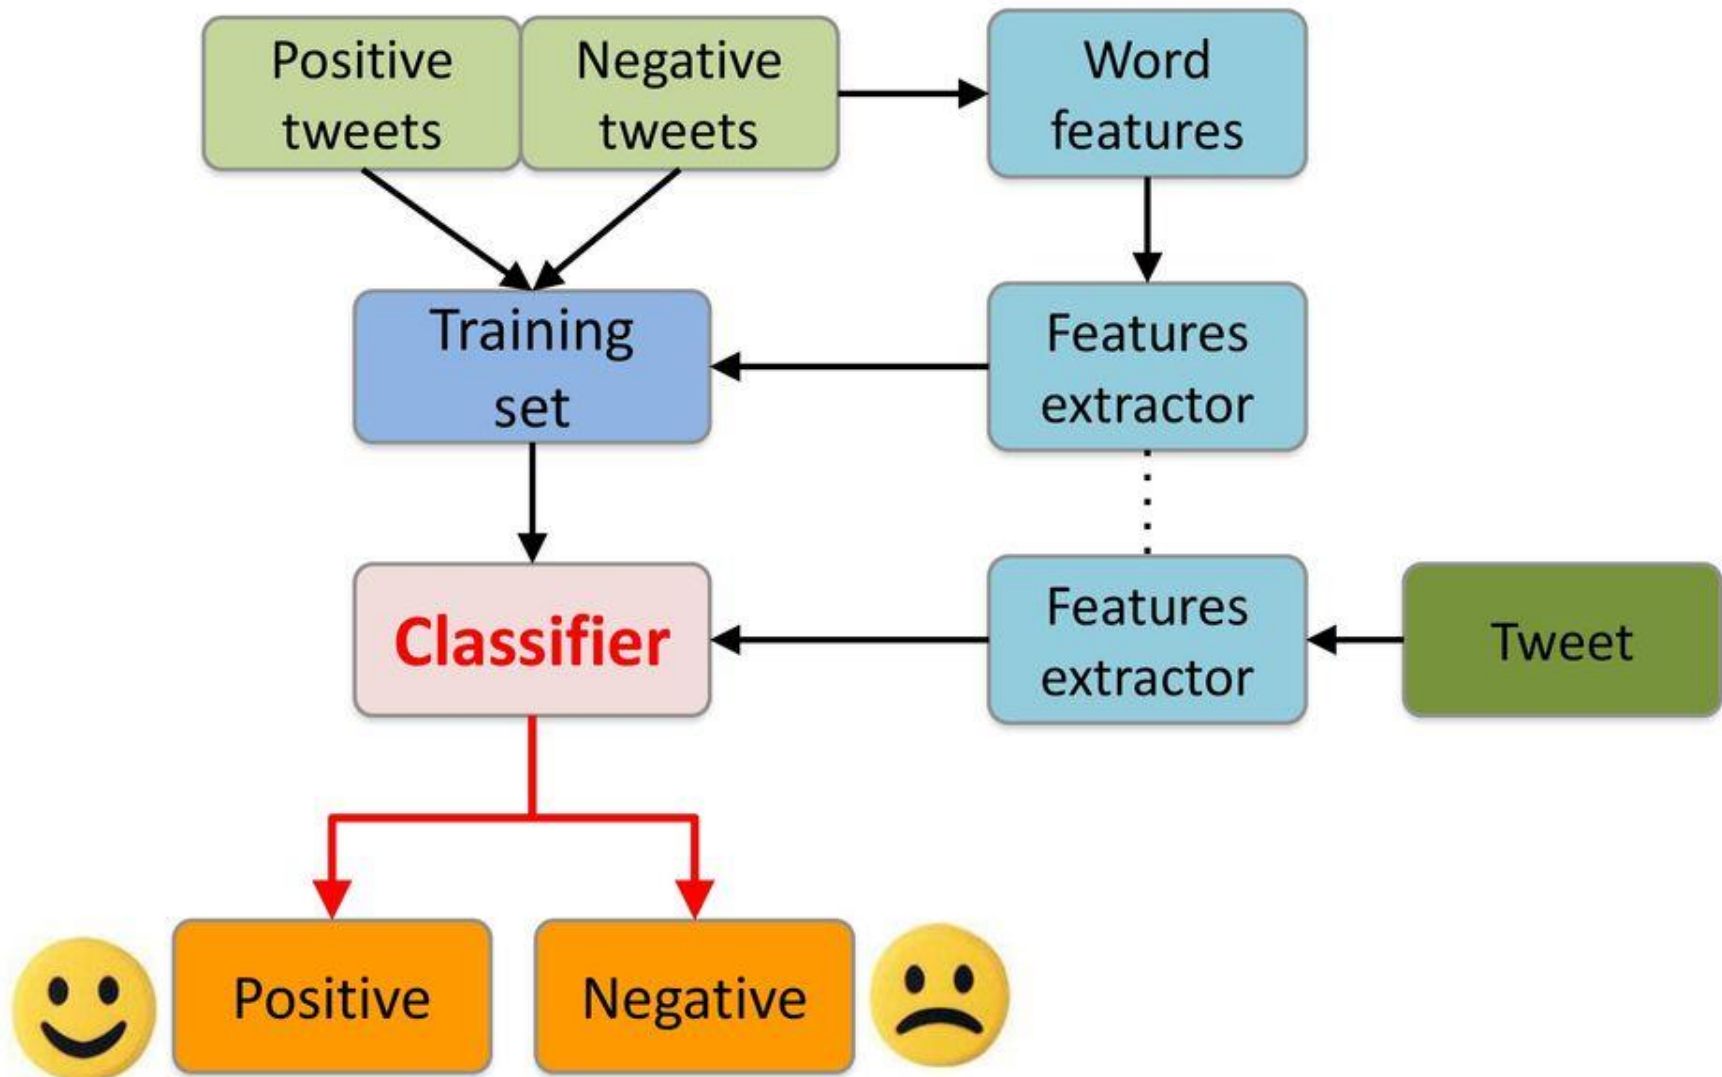 Positive
tweets
Negative
tweets
Word
features
Training
set
Features
extractor
Classifier
Features
extractor
Tweet
Positive
Negative